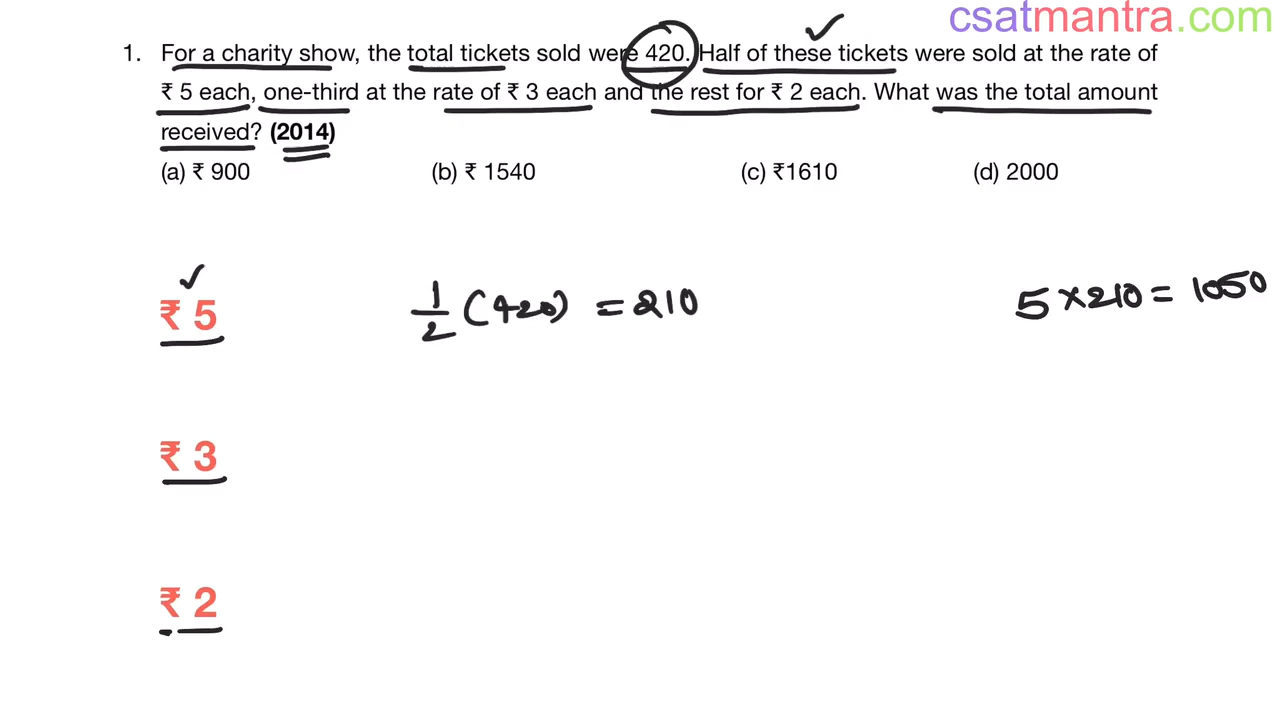 csatmantra.com
1. For a charity show, the total tickets sold were 420. Half of these tickets were sold at the rate of
₹ 5 each, one-third at the rate of ₹ 3 each and the rest for ₹ 2 each. What was the total amount
received? (2014)
(a) ₹ 900 (b) ₹ 1540 (c) ₹1610 (d) 2000
₹ 5 1/2 (420) = 210 5 × 210 = 1050
₹ 3
₹ 2